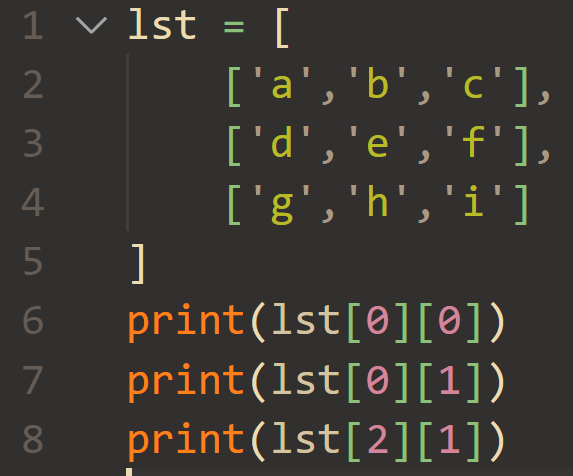 1 lst = [
2 ['a','b','c'],
3 ['d','e','f'],
4 ['g','h','i']
5 ]
6 print(lst[0][0])
7 print(lst[0][1])
8 print(lst[2][1])